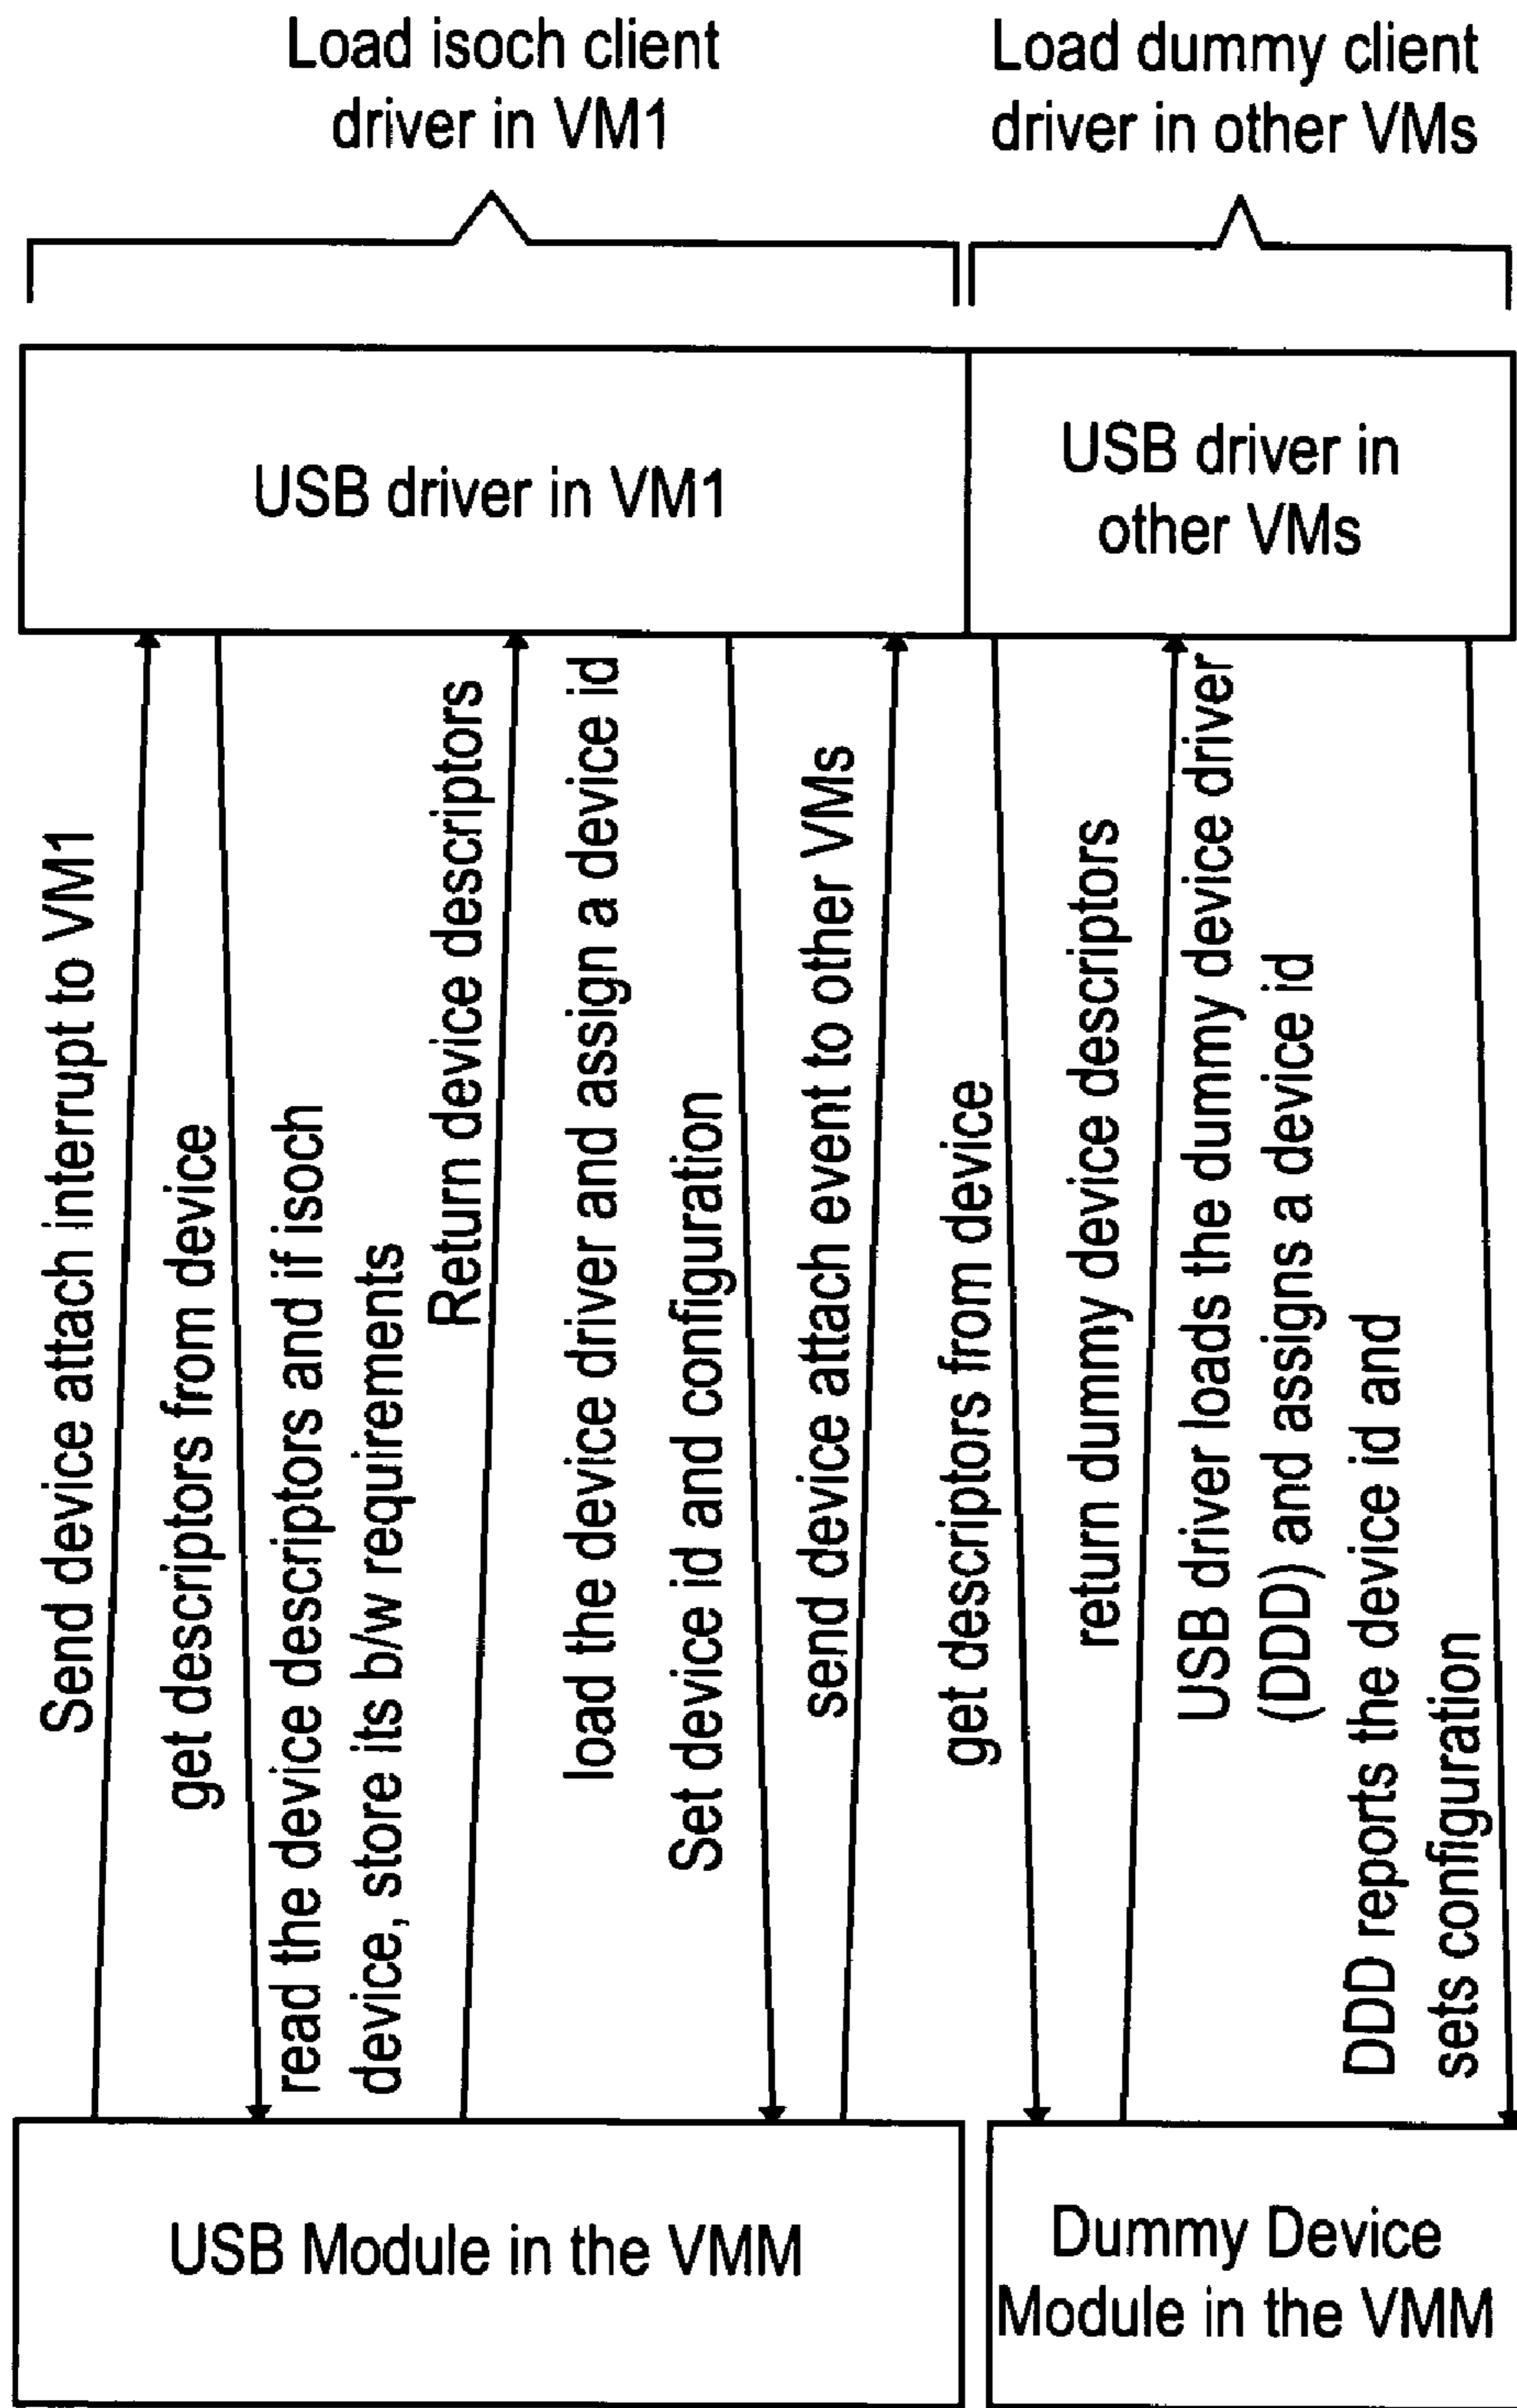 Load isoch client
driver in VM1
Load dummy client
driver in other VMs
USB driver in VM1
USB driver in
other VMs
Send device attach interrupt to VM1
get descriptors from device
read the device descriptors and if isoch
device, store its b/w requirements
Return device descriptors
load the device driver and assign a device id
Set device id and configuration
send device attach event to other VMs
get descriptors from device
return dummy device descriptors
USB driver loads the dummy device driver
(DDD) and assigns a device id
DDD reports the device id and
sets configuration
USB Module in the VMM
Dummy Device
Module in the VMM